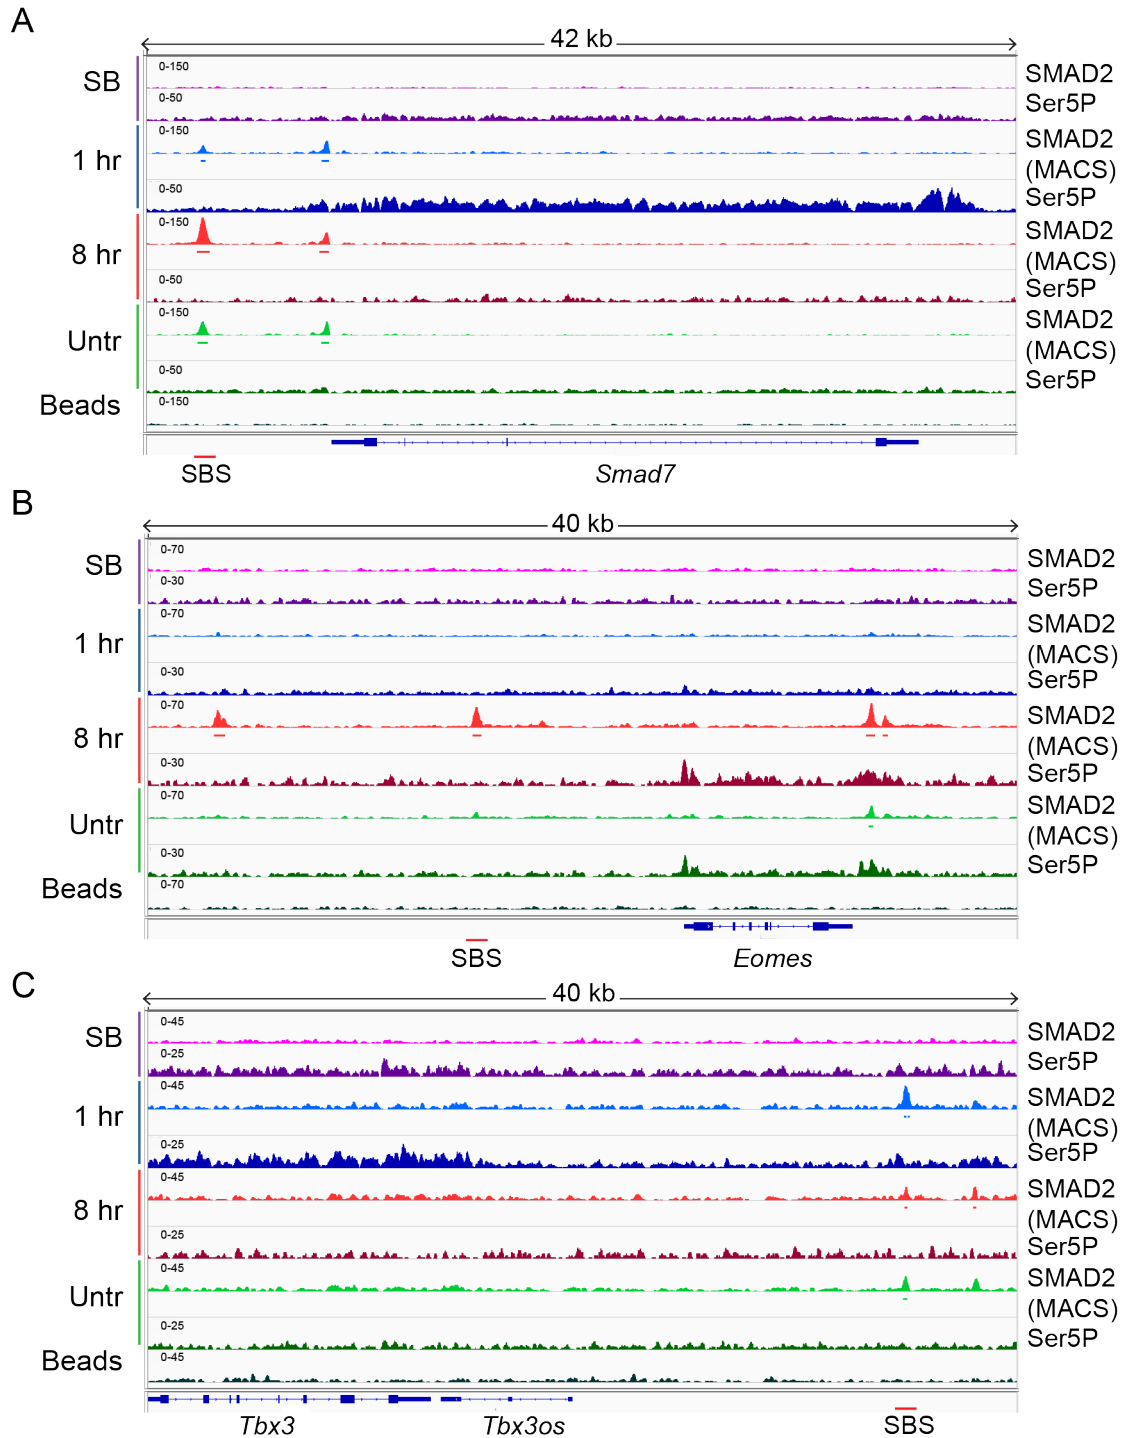 A
42 kb
SB
0-150
SMAD2
0-50
Ser5P
1 hr
0-150
SMAD2
(MACS)
0-50
Ser5P
8 hr
0-150
SMAD2
(MACS)
0-50
Ser5P
Untr
0-150
SMAD2
(MACS)
0-50
Ser5P
Beads
0-150
SBS
Smad7
B
40 kb
SB
0-70
SMAD2
0-30
Ser5P
1 hr
0-70
SMAD2
(MACS)
0-30
Ser5P
8 hr
0-70
SMAD2
(MACS)
0-30
Ser5P
Untr
0-70
SMAD2
(MACS)
0-30
Ser5P
Beads
0-70
SBS
Eomes
C
40 kb
SB
0-45
SMAD2
0-25
Ser5P
1 hr
0-45
SMAD2
(MACS)
0-25
Ser5P
8 hr
0-45
SMAD2
(MACS)
0-25
Ser5P
Untr
0-45
SMAD2
(MACS)
0-25
Ser5P
Beads
0-45
Tbx3
Tbx3os
SBS